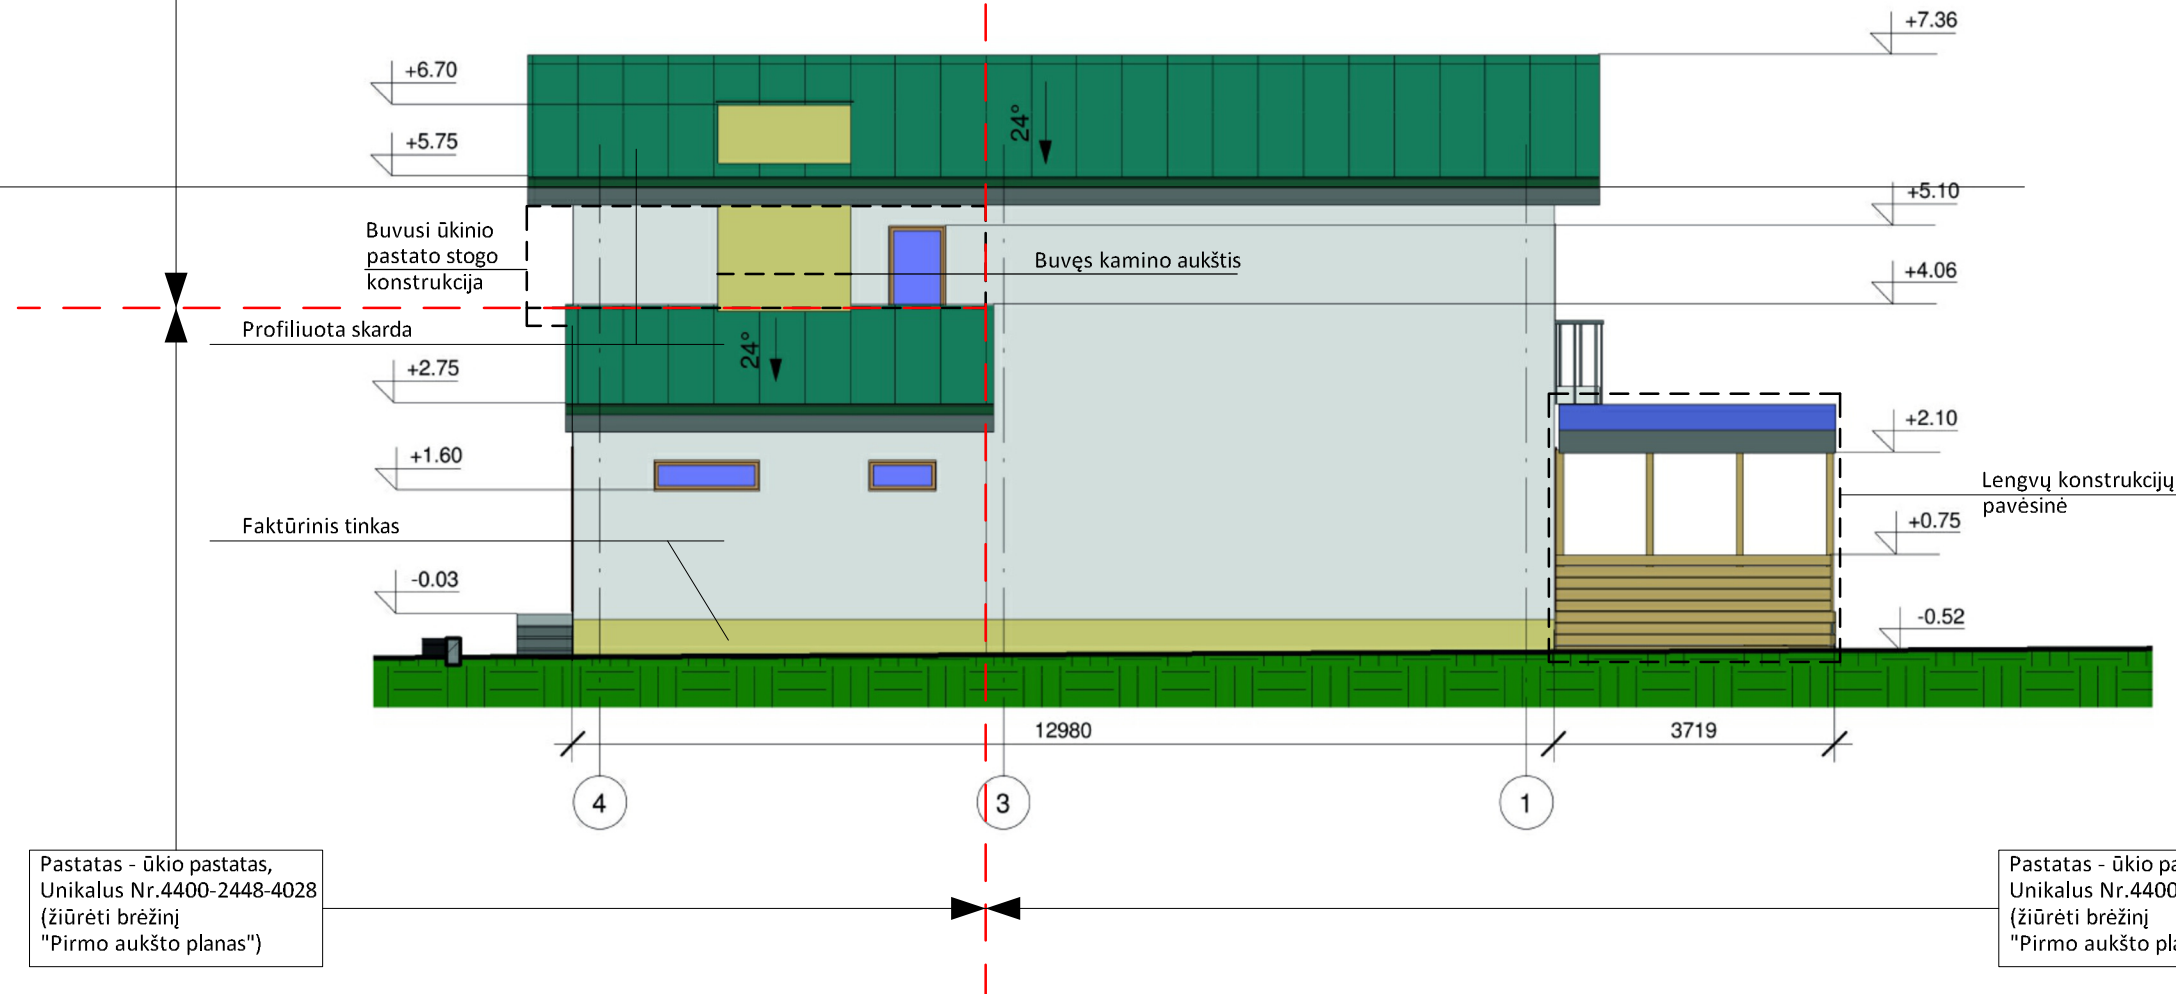 +7.36
+6.70
24°
+5.75
+5.10
Buvusi ūkinio
pastato stogo
konstrukcija
Buvęs kamino aukštis
+4.06
Profiliuota skarda
24°
+2.75
+2.10
+1.60
Lengvų konstrukcijų
pavėsinė
Faktūrinis tinkas
+0.75
-0.03
-0.52
12980
3719
4
3
1
Pastatas - ūkio pastatas,
Unikalus Nr.4400-2448-4028
(žiūrėti brėžinį
"Pirmo aukšto planas")
Pastatas - ūkio pa
Unikalus Nr.4400
(žiūrėti brėžinį
"Pirmo aukšto pla